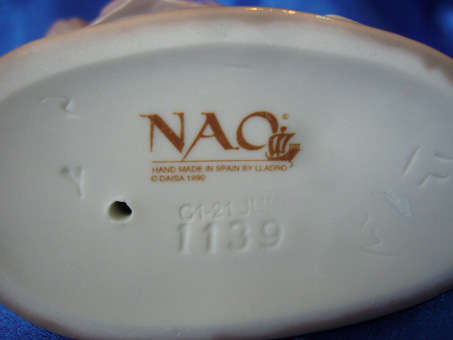 NAO©
HAND MADE IN SPAIN BY LLADRO
© DAISA 1990
1139